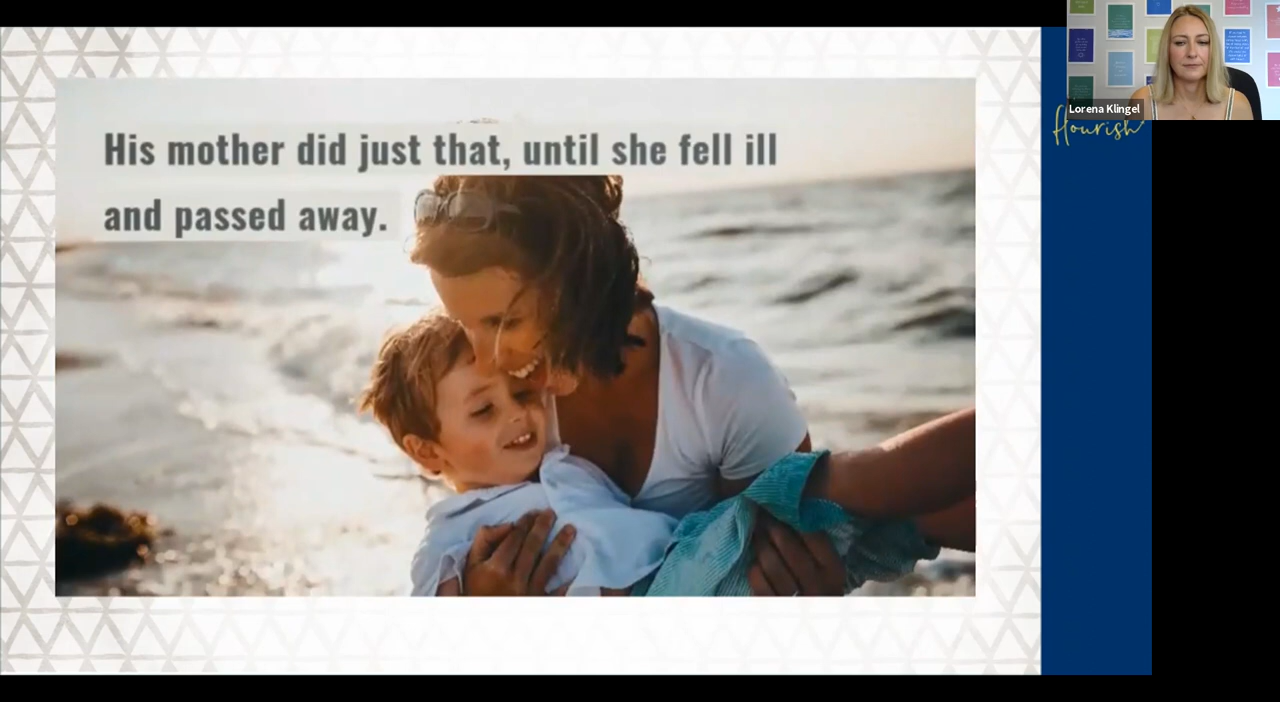 His mother did just that, until she fell ill
and passed away.
Lorena Klingel
flourish